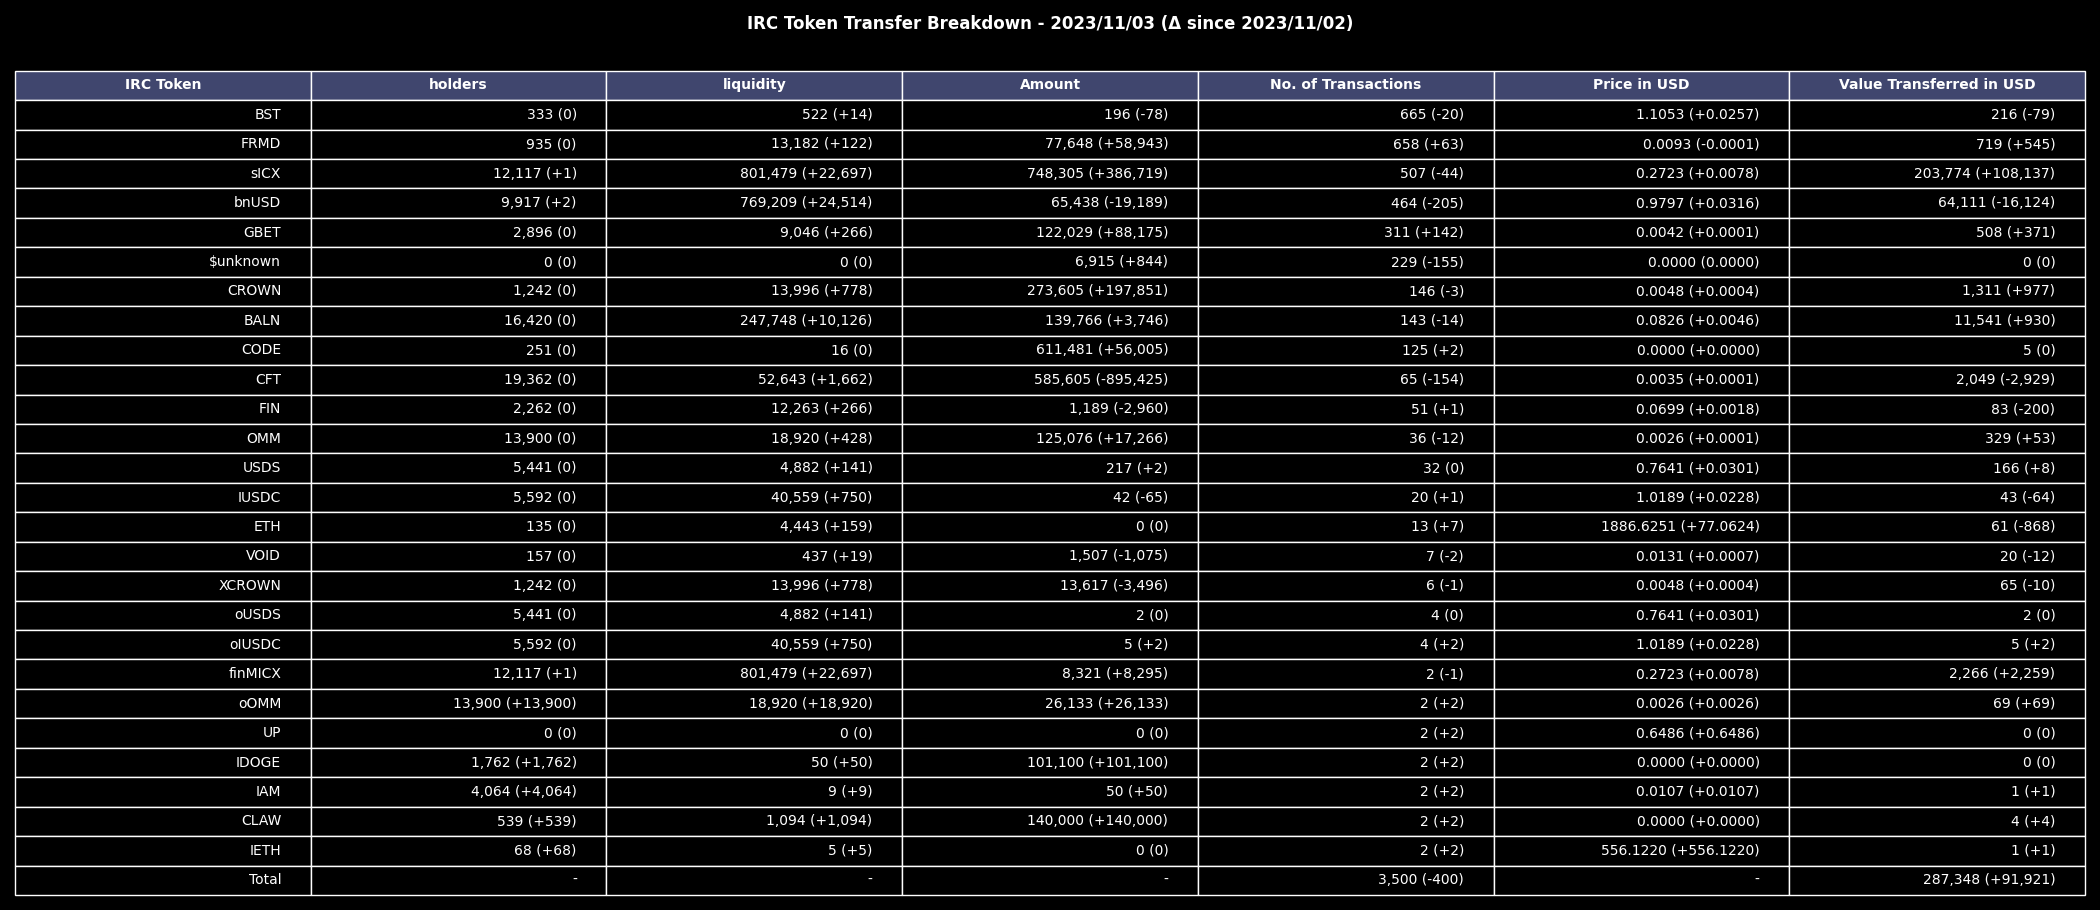 IRC Token Transfer Breakdown - 2023/11/03 (Δ since 2023/11/02)
IRC Token holders liquidity Amount No. of Transactions Price in USD Value Transferred in USD
BST 333 (0) 522 (+14) 196 (-78) 665 (-20) 1.1053 (+0.0257) 216 (-79)
FRMD 935 (0) 13,182 (+122) 77,648 (+58,943) 658 (+63) 0.0093 (-0.0001) 719 (+545)
sICX 12,117 (+1) 801,479 (+22,697) 748,305 (+386,719) 507 (-44) 0.2723 (+0.0078) 203,774 (+108,137)
bnUSD 9,917 (+2) 769,209 (+24,514) 65,438 (-19,189) 464 (-205) 0.9797 (+0.0316) 64,111 (-16,124)
GBET 2,896 (0) 9,046 (+266) 122,029 (+88,175) 311 (+142) 0.0042 (+0.0001) 508 (+371)
$unknown 0 (0) 0 (0) 6,915 (+844) 229 (-155) 0.0000 (0.0000) 0 (0)
CROWN 1,242 (0) 13,996 (+778) 273,605 (+197,851) 146 (-3) 0.0048 (+0.0004) 1,311 (+977)
BALN 16,420 (0) 247,748 (+10,126) 139,766 (+3,746) 143 (-14) 0.0826 (+0.0046) 11,541 (+930)
CODE 251 (0) 16 (0) 611,481 (+56,005) 125 (+2) 0.0000 (+0.0000) 5 (0)
CFT 19,362 (0) 52,643 (+1,662) 585,605 (-895,425) 65 (-154) 0.0035 (+0.0001) 2,049 (-2,929)
FIN 2,262 (0) 12,263 (+266) 1,189 (-2,960) 51 (+1) 0.0699 (+0.0018) 83 (-200)
OMM 13,900 (0) 18,920 (+428) 125,076 (+17,266) 36 (-12) 0.0026 (+0.0001) 329 (+53)
USDS 5,441 (0) 4,882 (+141) 217 (+2) 32 (0) 0.7641 (+0.0301) 166 (+8)
IUSDC 5,592 (0) 40,559 (+750) 42 (-65) 20 (+1) 1.0189 (+0.0228) 43 (-64)
ETH 135 (0) 4,443 (+159) 0 (0) 13 (+7) 1886.6251 (+77.0624) 61 (-868)
VOID 157 (0) 437 (+19) 1,507 (-1,075) 7 (-2) 0.0131 (+0.0007) 20 (-12)
XCROWN 1,242 (0) 13,996 (+778) 13,617 (-3,496) 6 (-1) 0.0048 (+0.0004) 65 (-10)
oUSDS 5,441 (0) 4,882 (+141) 2 (0) 4 (0) 0.7641 (+0.0301) 2 (0)
oIUSDC 5,592 (0) 40,559 (+750) 5 (+2) 4 (+2) 1.0189 (+0.0228) 5 (+2)
finMICX 12,117 (+1) 801,479 (+22,697) 8,321 (+8,295) 2 (-1) 0.2723 (+0.0078) 2,266 (+2,259)
oOMM 13,900 (+13,900) 18,920 (+18,920) 26,133 (+26,133) 2 (+2) 0.0026 (+0.0026) 69 (+69)
UP 0 (0) 0 (0) 0 (0) 2 (+2) 0.6486 (+0.6486) 0 (0)
IDOGE 1,762 (+1,762) 50 (+50) 101,100 (+101,100) 2 (+2) 0.0000 (+0.0000) 0 (0)
IAM 4,064 (+4,064) 9 (+9) 50 (+50) 2 (+2) 0.0107 (+0.0107) 1 (+1)
CLAW 539 (+539) 1,094 (+1,094) 140,000 (+140,000) 2 (+2) 0.0000 (+0.0000) 4 (+4)
IETH 68 (+68) 5 (+5) 0 (0) 2 (+2) 556.1220 (+556.1220) 1 (+1)
Total - - - 3,500 (-400) - 287,348 (+91,921)